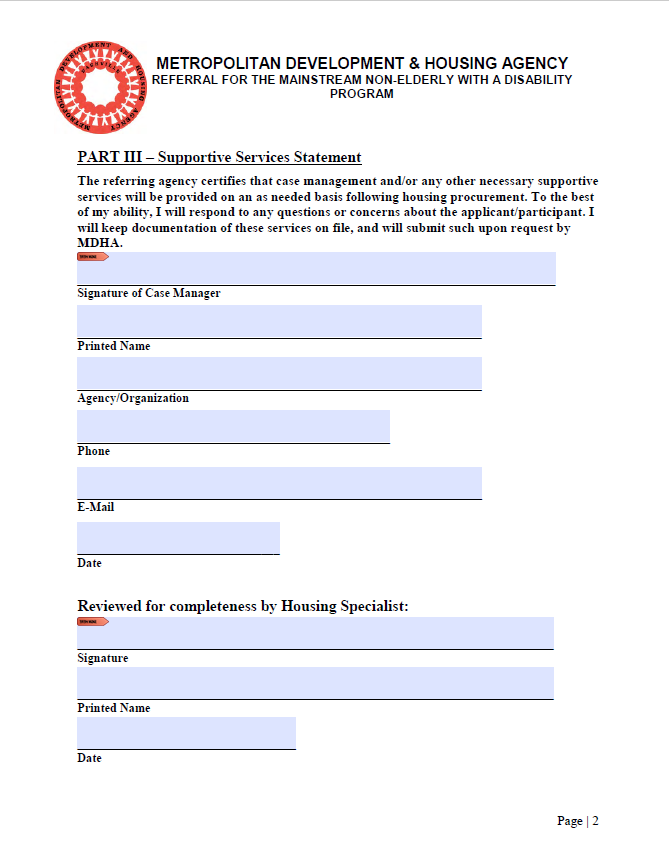 METROPOLITAN DEVELOPMENT AND HOUSING AGENCY
NASHVILLE
METROPOLITAN DEVELOPMENT & HOUSING AGENCY
REFERRAL FOR THE MAINSTREAM NON-ELDERLY WITH A DISABILITY
PROGRAM
PART III – Supportive Services Statement
The referring agency certifies that case management and/or any other necessary supportive
services will be provided on an as needed basis following housing procurement. To the best
of my ability, I will respond to any questions or concerns about the applicant/participant. I
will keep documentation of these services on file, and will submit such upon request by
MDHA.
Signature of Case Manager
Printed Name
Agency/Organization
Phone
E-Mail
Date
Reviewed for completeness by Housing Specialist:
Signature
Printed Name
Date
Page | 2